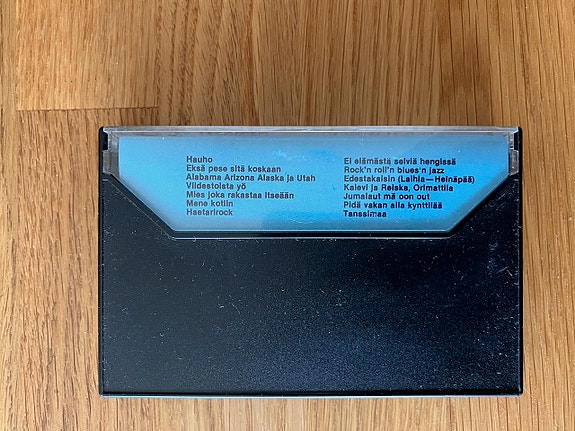 Hauho
Eksä pese sitä koskaan
Alabama Arizona Alaska ja Utah
Viidestoista yö
Mies joka rakastaa itseään
Mene kotiin
Haetarirock
Ei elämästä selviä hengissä
Rock'n roll'n blues'n jazz
Edestakaisin (Laihia—Heinäpää)
Kalevi ja Reiska, Orimattila
Jumalaut mä oon out
Pidä vakan alla kynttilää
Tanssimaa